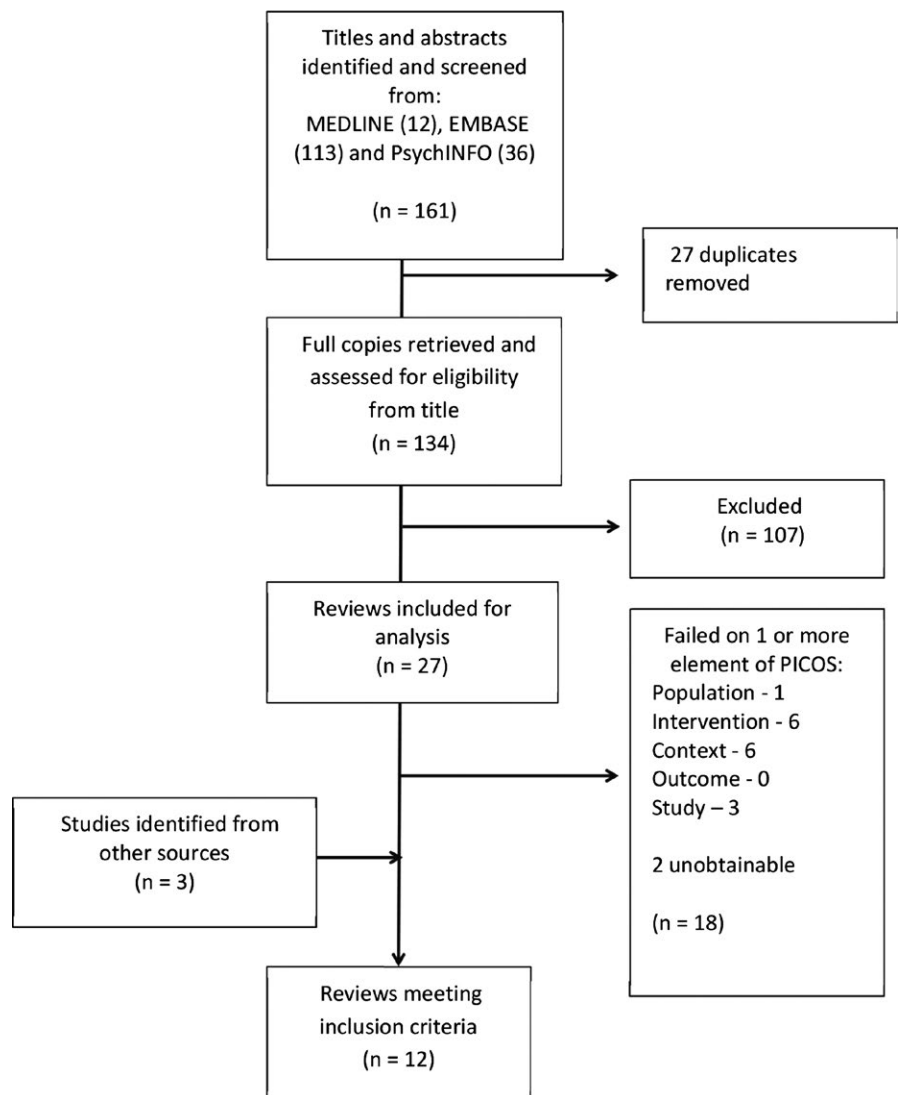 Titles and abstracts
identified and screened
from:
MEDLINE (12), EMBASE
(113) and PsychINFO (36)
(n = 161)
27 duplicates
removed
Full copies retrieved and
assessed for eligibility
from title
(n = 134)
Excluded
(n = 107)
Reviews included for
analysis
(n = 27)
Failed on 1 or more
element of PICOS:
Population - 1
Intervention - 6
Context - 6
Outcome - 0
Study – 3
2 unobtainable
(n = 18)
Studies identified from
other sources
(n = 3)
Reviews meeting
inclusion criteria
(n = 12)